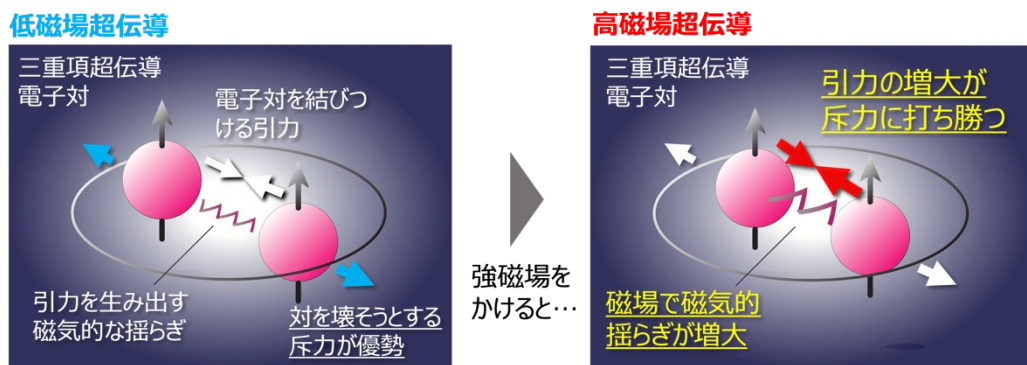 低磁場超伝導
三重項超伝導
電子対
電子対を結びつ
ける引力
引力を生み出す
磁気的な揺らぎ
対を壊そうとする
斥力が優勢
強磁場を
かけると…
高磁場超伝導
三重項超伝導
電子対
引力の増大が
斥力に打ち勝つ
磁場で磁気的
揺らぎが増大